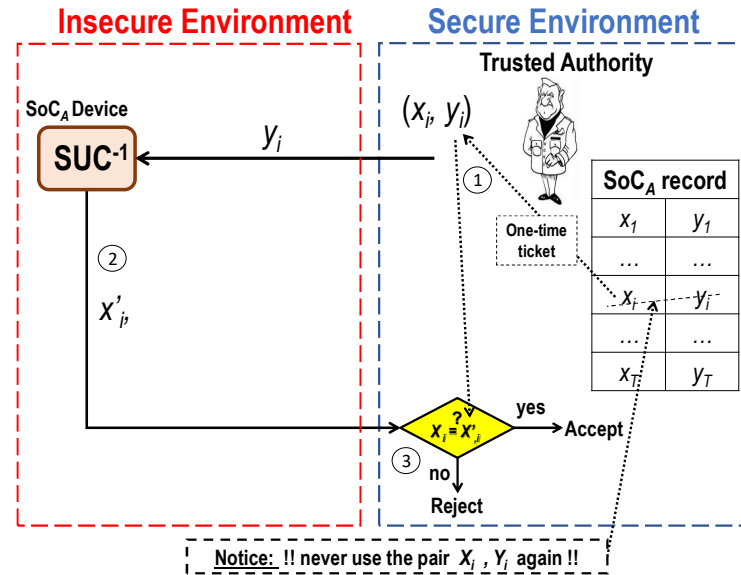 Insecure Environment
Secure Environment
Trusted Authority
SoC_A Device
SUC⁻¹
y_i
(x_i, y_i)
1
SoC_A record
x_1 y_1
... ...
x_i y_i
... ...
x_T y_T
One-time
ticket
2
x'_i,
?
X_i = X'_,i
yes
Accept
3
no
Reject
Notice: !! never use the pair X_i , Y_i again !!